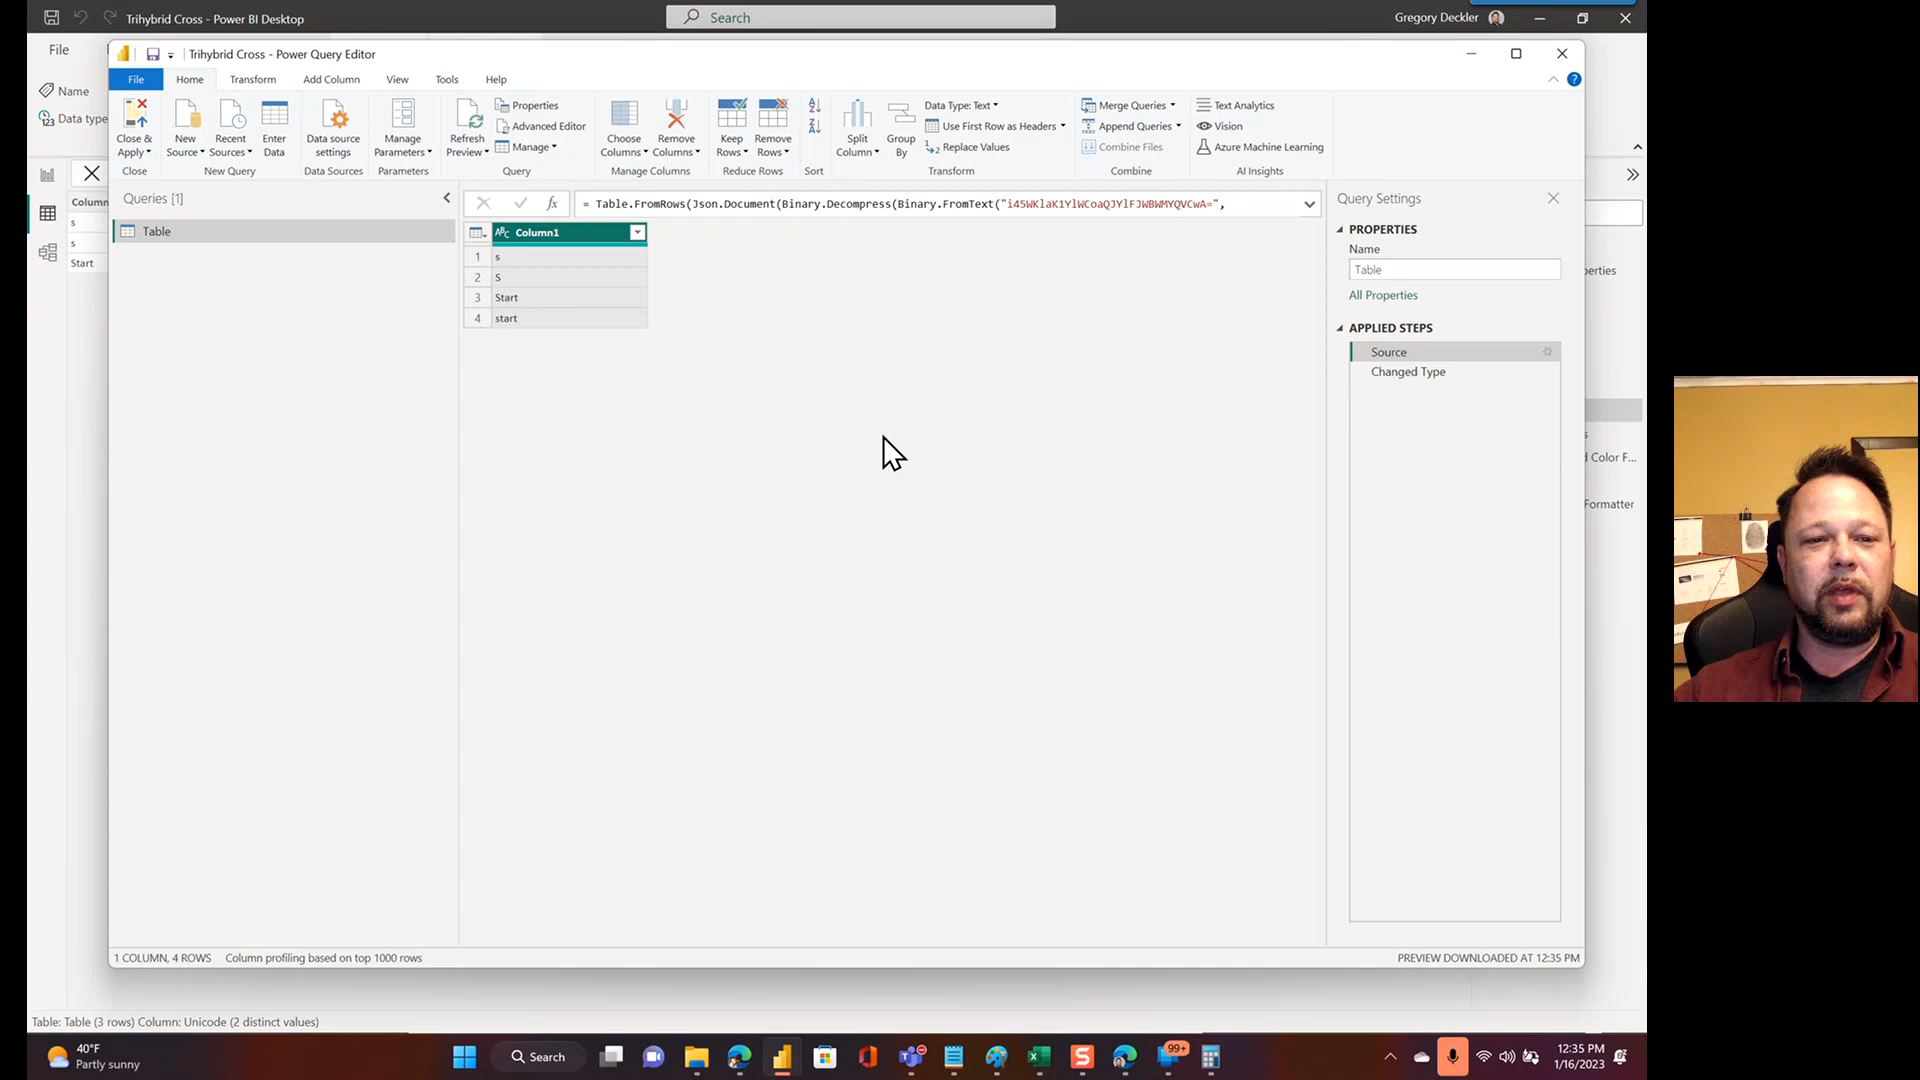 Trihybrid Cross - Power BI Desktop
Search
Gregory Deckler
File
Trihybrid Cross - Power Query Editor
File Home Transform Add Column View Tools Help
Name
Data type
Close & Apply
New Source
Recent Sources
Enter Data
Data source settings
Manage Parameters
Refresh Preview
Properties
Advanced Editor
Manage
Choose Columns
Remove Columns
Keep Rows
Remove Rows
Split Column
Group By
Data Type: Text
Use First Row as Headers
Replace Values
Merge Queries
Append Queries
Combine Files
Text Analytics
Vision
Azure Machine Learning
Close New Query Data Sources Parameters Query Manage Columns Reduce Rows Sort Transform Combine AI Insights
Column
s
s
Start
Queries [1]
Table
= Table.FromRows(Json.Document(Binary.Decompress(Binary.FromText("i45WKlaK1YlWCoaQJYlFJWBWMYQVCwA=",
Column1
1 s
2 S
3 Start
4 start
Query Settings
PROPERTIES
Name
Table
All Properties
APPLIED STEPS
Source
Changed Type
perties
d Color F...
Formatter
1 COLUMN, 4 ROWS Column profiling based on top 1000 rows
PREVIEW DOWNLOADED AT 12:35 PM
Table: Table (3 rows) Column: Unicode (2 distinct values)
40°F
Partly sunny
Search
99+
12:35 PM
1/16/2023